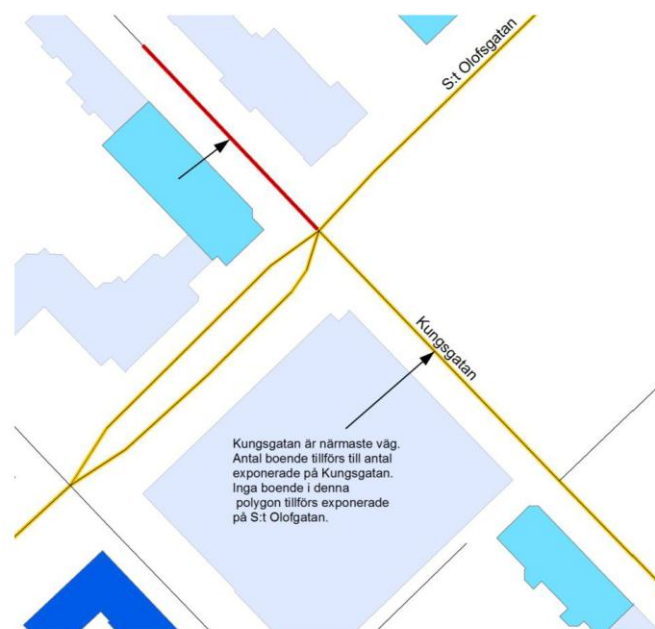 S:t Olofsgatan
Kungsgatan
Kungsgatan är närmaste väg.
Antal boende tillförs till antal
exponerade på Kungsgatan.
Inga boende i denna
polygon tillförs exponerade
på S:t Olofgatan.